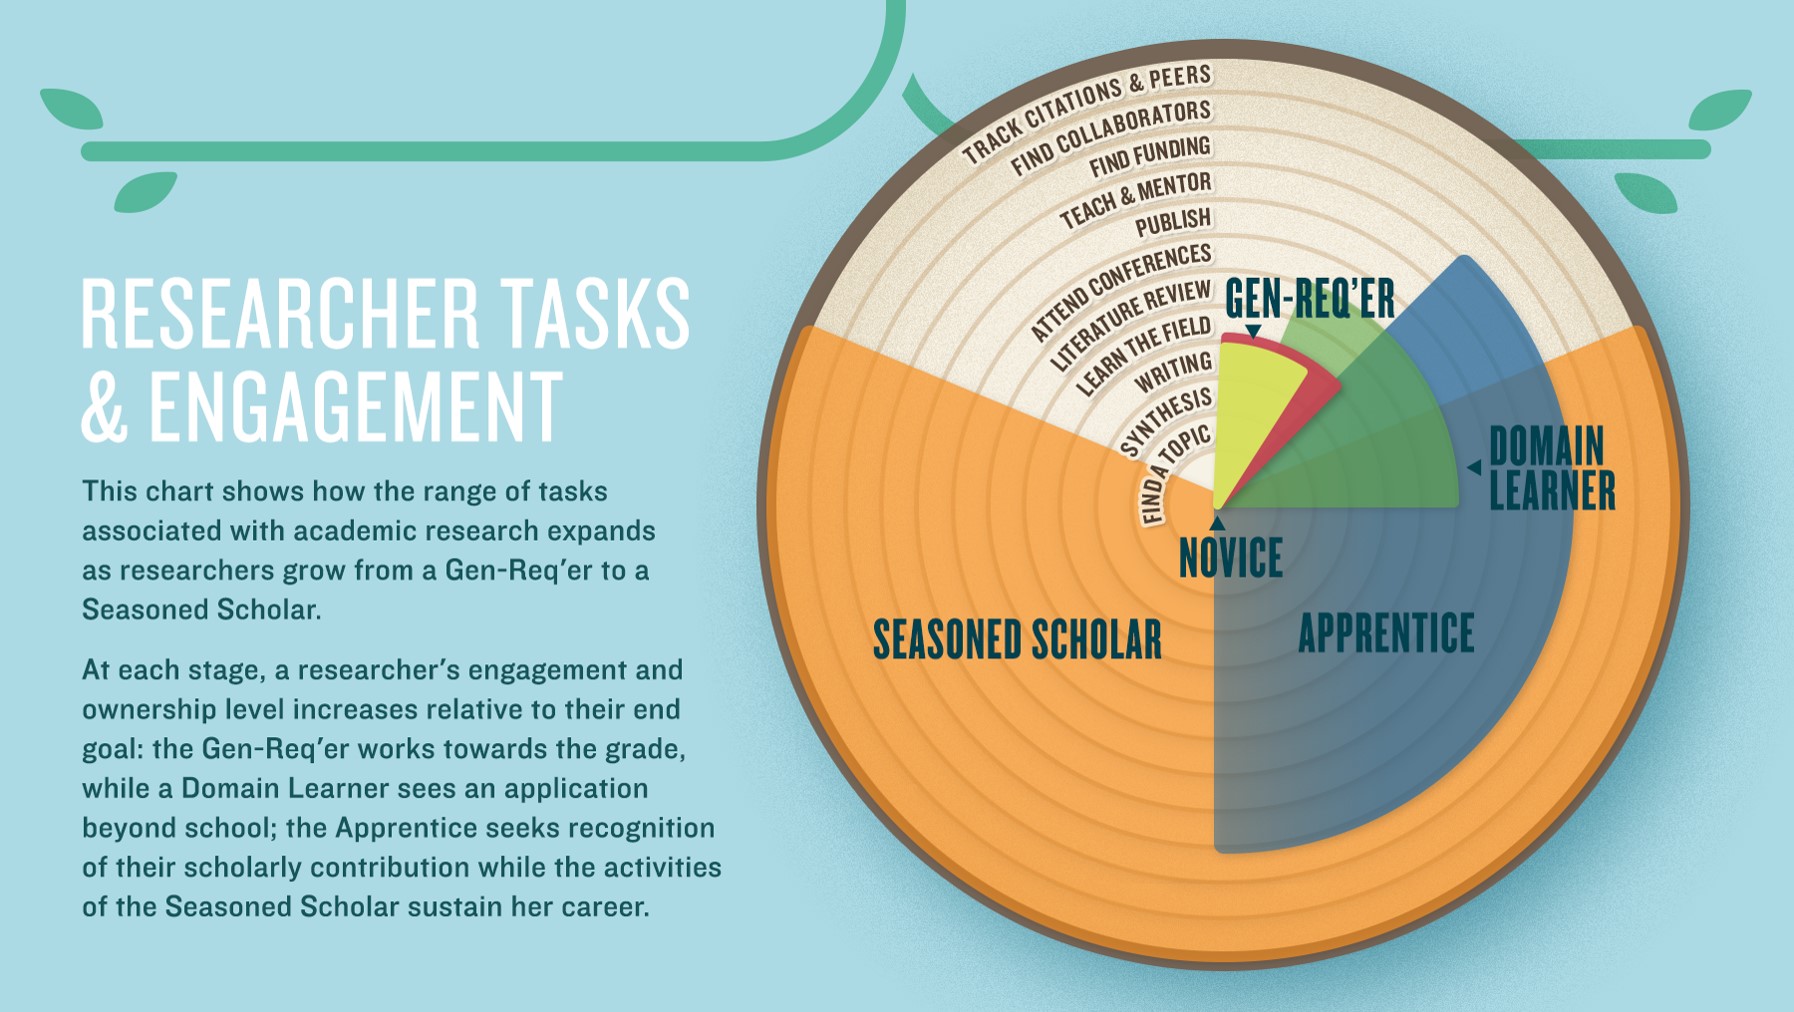 RESEARCHER TASKS
& ENGAGEMENT
This chart shows how the range of tasks
associated with academic research expands
as researchers grow from a Gen-Req’er to a
Seasoned Scholar.
At each stage, a researcher’s engagement and
ownership level increases relative to their end
goal: the Gen-Req’er works towards the grade,
while a Domain Learner sees an application
beyond school; the Apprentice seeks recognition
of their scholarly contribution while the activities
of the Seasoned Scholar sustain her career.
TRACK CITATIONS & PEERS
FIND COLLABORATORS
FIND FUNDING
TEACH & MENTOR
PUBLISH
ATTEND CONFERENCES
LITERATURE REVIEW
LEARN THE FIELD
WRITING
SYNTHESIS
FIND A TOPIC
GEN-REQ’ER
DOMAIN
LEARNER
NOVICE
APPRENTICE
SEASONED SCHOLAR